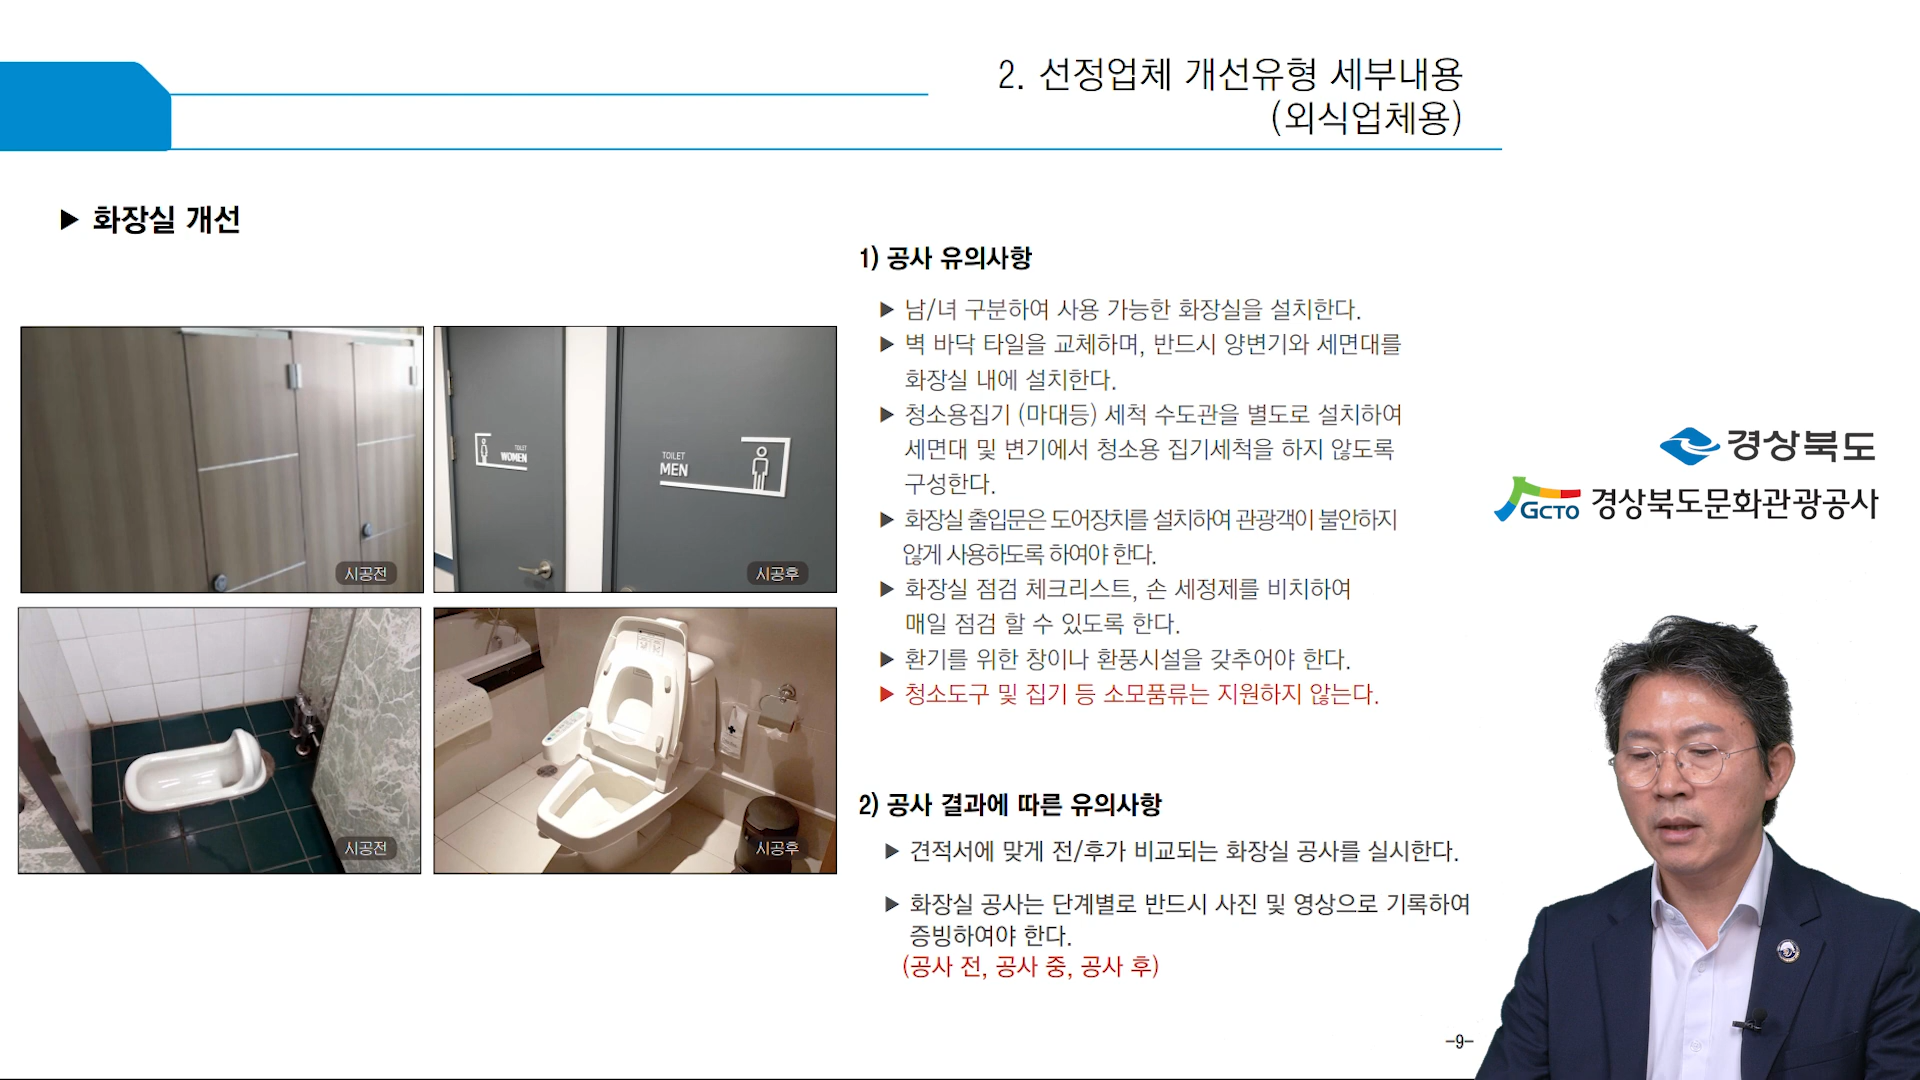 2. 선정업체 개선유형 세부내용
(외식업체용)
▶ 화장실 개선
시공전
TOILET
WOMEN
TOILET
MEN
시공후
시공전
시공후
1) 공사 유의사항
▶ 남/녀 구분하여 사용 가능한 화장실을 설치한다.
▶ 벽 바닥 타일을 교체하며, 반드시 양변기와 세면대를
화장실 내에 설치한다.
▶ 청소용집기 (마대등) 세척 수도관을 별도로 설치하여
세면대 및 변기에서 청소용 집기세척을 하지 않도록
구성한다.
▶ 화장실 출입문은 도어장치를 설치하여 관광객이 불안하지
않게 사용하도록 하여야 한다.
▶ 화장실 점검 체크리스트, 손 세정제를 비치하여
매일 점검 할 수 있도록 한다.
▶ 환기를 위한 창이나 환풍시설을 갖추어야 한다.
▶ 청소도구 및 집기 등 소모품류는 지원하지 않는다.
2) 공사 결과에 따른 유의사항
▶ 견적서에 맞게 전/후가 비교되는 화장실 공사를 실시한다.
▶ 화장실 공사는 단계별로 반드시 사진 및 영상으로 기록하여
증빙하여야 한다.
(공사 전, 공사 중, 공사 후)
-9-
경상북도
GCTO 경상북도문화관광공사